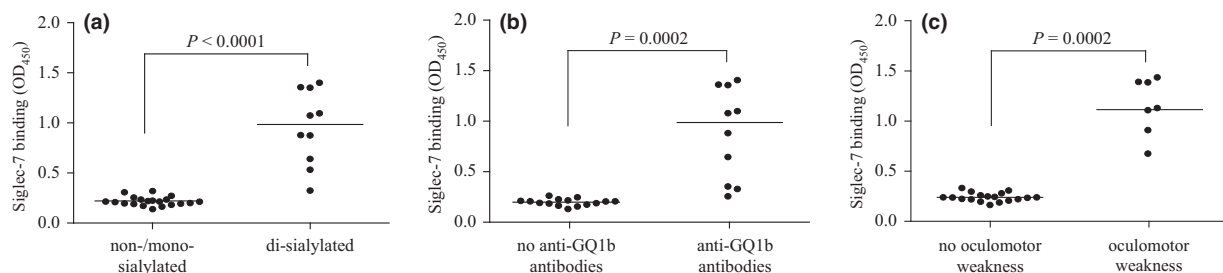 (a)
Siglec-7 binding (OD450)
2.0
1.5
1.0
0.5
0.0
P < 0.0001
non-/mono-
sialylated
di-sialylated
(b)
Siglec-7 binding (OD450)
2.0
1.5
1.0
0.5
0.0
P = 0.0002
no anti-GQ1b
antibodies
anti-GQ1b
antibodies
(c)
Siglec-7 binding (OD450)
2.0
1.5
1.0
0.5
0.0
P = 0.0002
no oculomotor
weakness
oculomotor
weakness